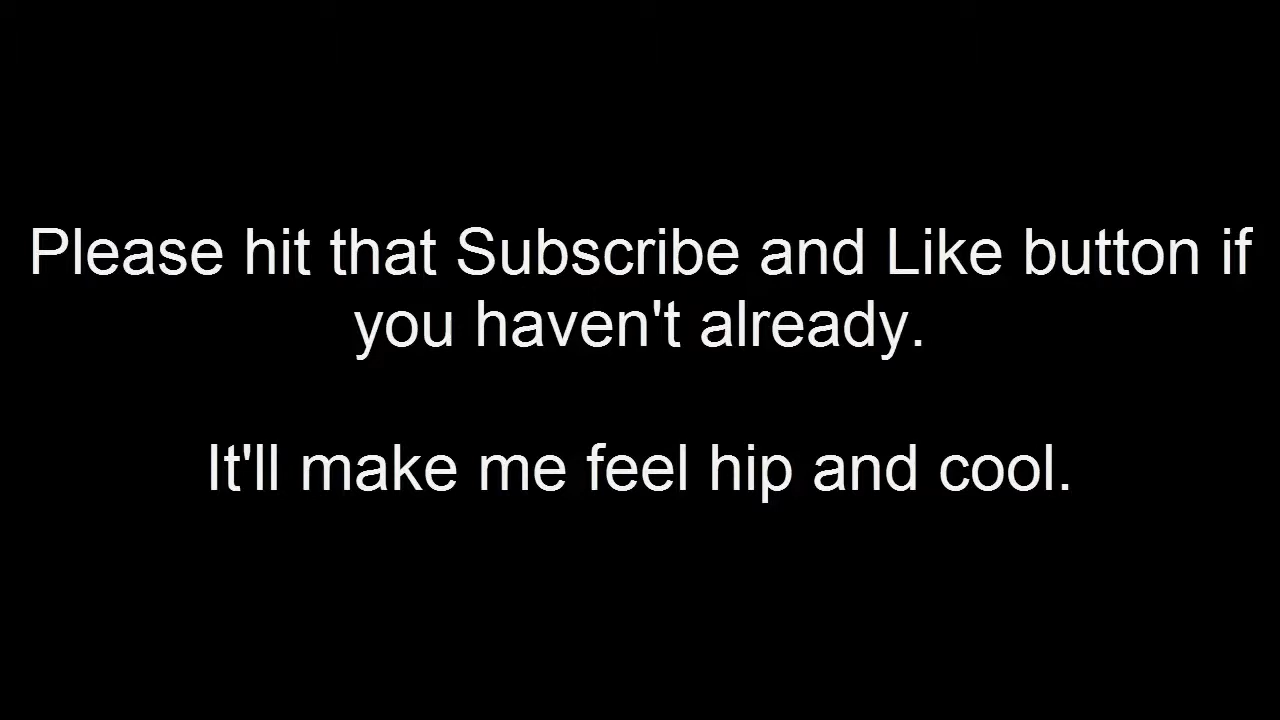 Please hit that Subscribe and Like button if
you haven't already.
It'll make me feel hip and cool.